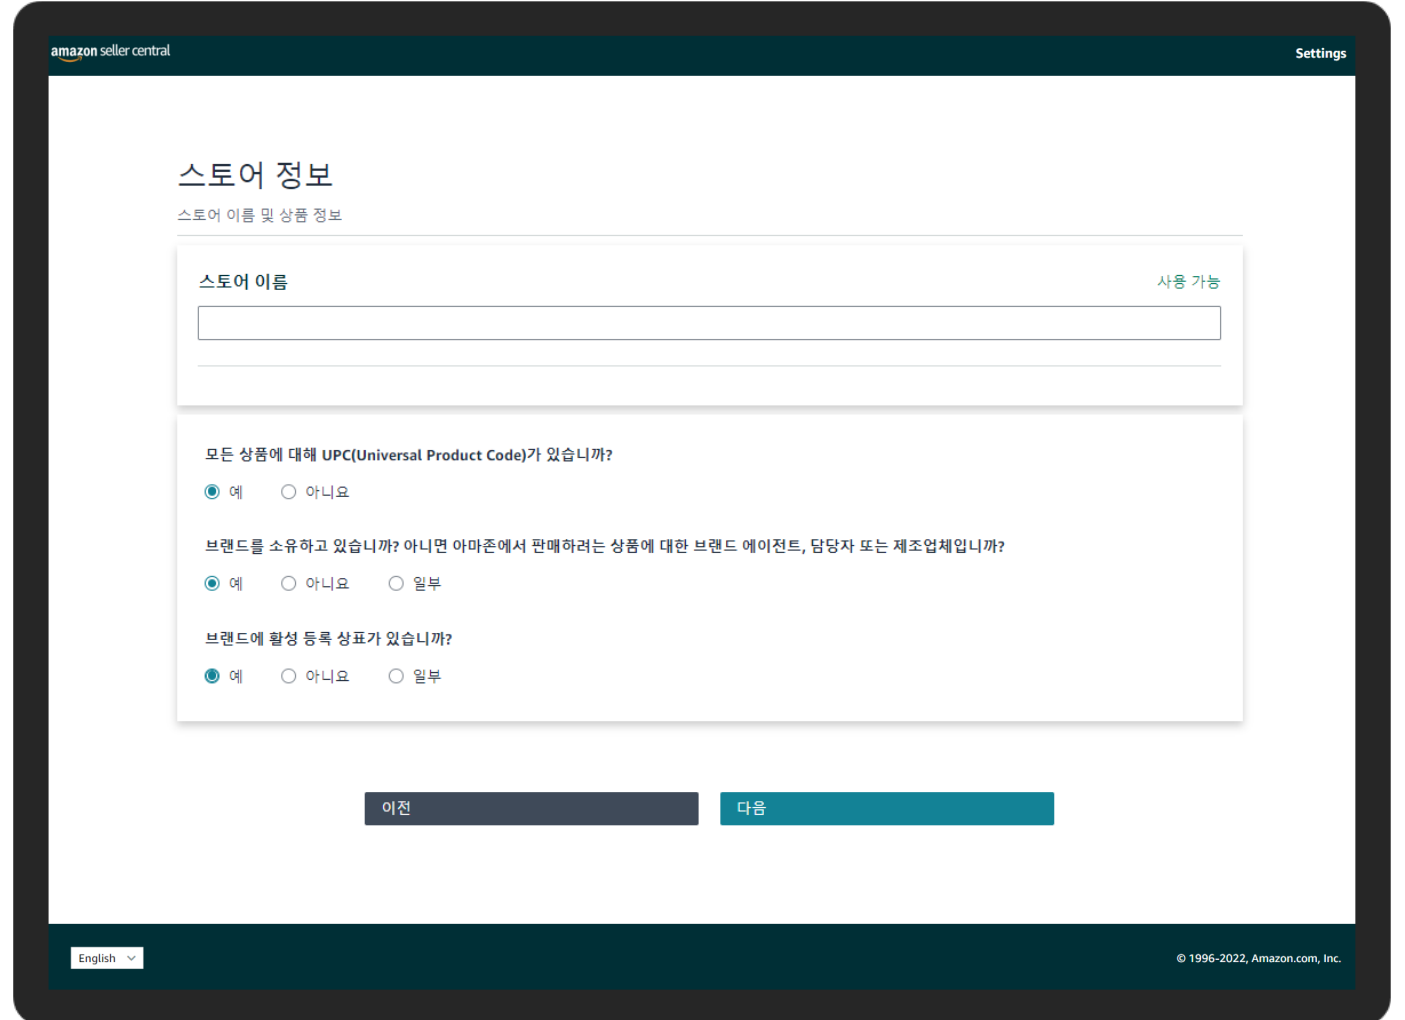 amazon seller central
Settings
스토어 정보
스토어 이름 및 상품 정보
스토어 이름
사용 가능
모든 상품에 대해 UPC(Universal Product Code)가 있습니까?
예 아니요
브랜드를 소유하고 있습니까? 아니면 아마존에서 판매하려는 상품에 대한 브랜드 에이전트, 담당자 또는 제조업체입니까?
예 아니요 일부
브랜드에 활성 등록 상표가 있습니까?
예 아니요 일부
이전
다음
English
© 1996-2022, Amazon.com, Inc.